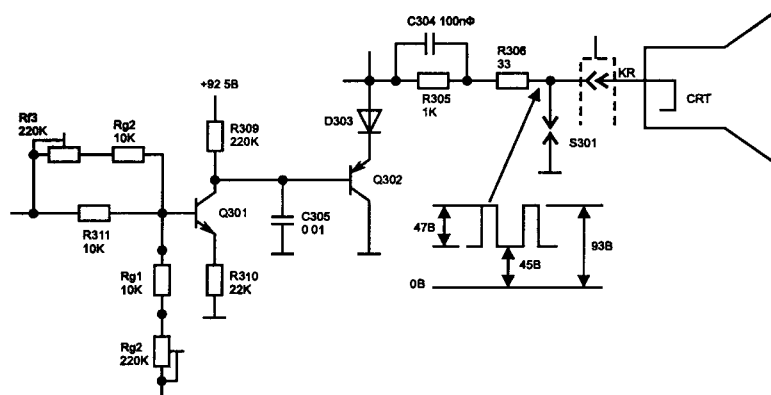 C304 100nФ
R306
33
KR
CRT
R305
1K
S301
+92 5В
R309
220K
D303
Rf3
220K
Rg2
10K
Q302
Q301
C305
0 01
R311
10K
R310
22K
Rg1
10K
Rg2
220K
47В
45В
93В
0В